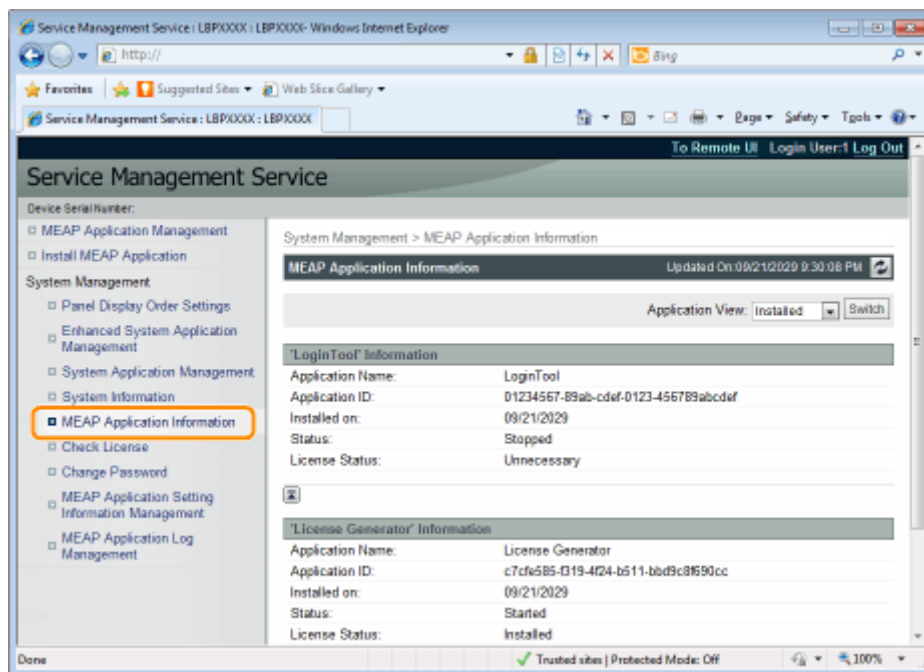 Service Management Service : LBPXXXX : LBPXXXX- Windows Internet Explorer
http://
Bing
Favorites
Suggested Sites
Web Slice Gallery
Service Management Service : LBPXXXX : LBPXXXX
Page
Safety
Tools
To Remote UI Login User:1 Log Out
Service Management Service
Device Serial Number:
MEAP Application Management
Install MEAP Application
System Management
Panel Display Order Settings
Enhanced System Application
Management
System Application Management
System Information
MEAP Application Information
Check License
Change Password
MEAP Application Setting
Information Management
MEAP Application Log
Management
System Management > MEAP Application Information
MEAP Application Information
Updated On:09/21/2029 9:30:08 PM
Application View: Installed Switch
'LoginTool' Information
Application Name: LoginTool
Application ID: 01234567-89ab-cdef-0123-456789abcdef
Installed on: 09/21/2029
Status: Stopped
License Status: Unnecessary
'License Generator' Information
Application Name: License Generator
Application ID: c7cfe585-f319-4f24-b511-bbd9c8f690cc
Installed on: 09/21/2029
Status: Started
License Status: Installed
Done
Trusted sites | Protected Mode: Off
100%